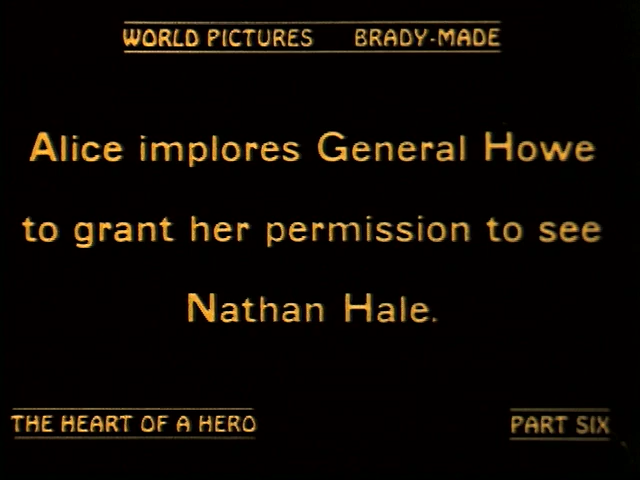 WORLD PICTURES BRADY-MADE
Alice implores General Howe
to grant her permission to see
Nathan Hale.
THE HEART OF A HERO PART SIX